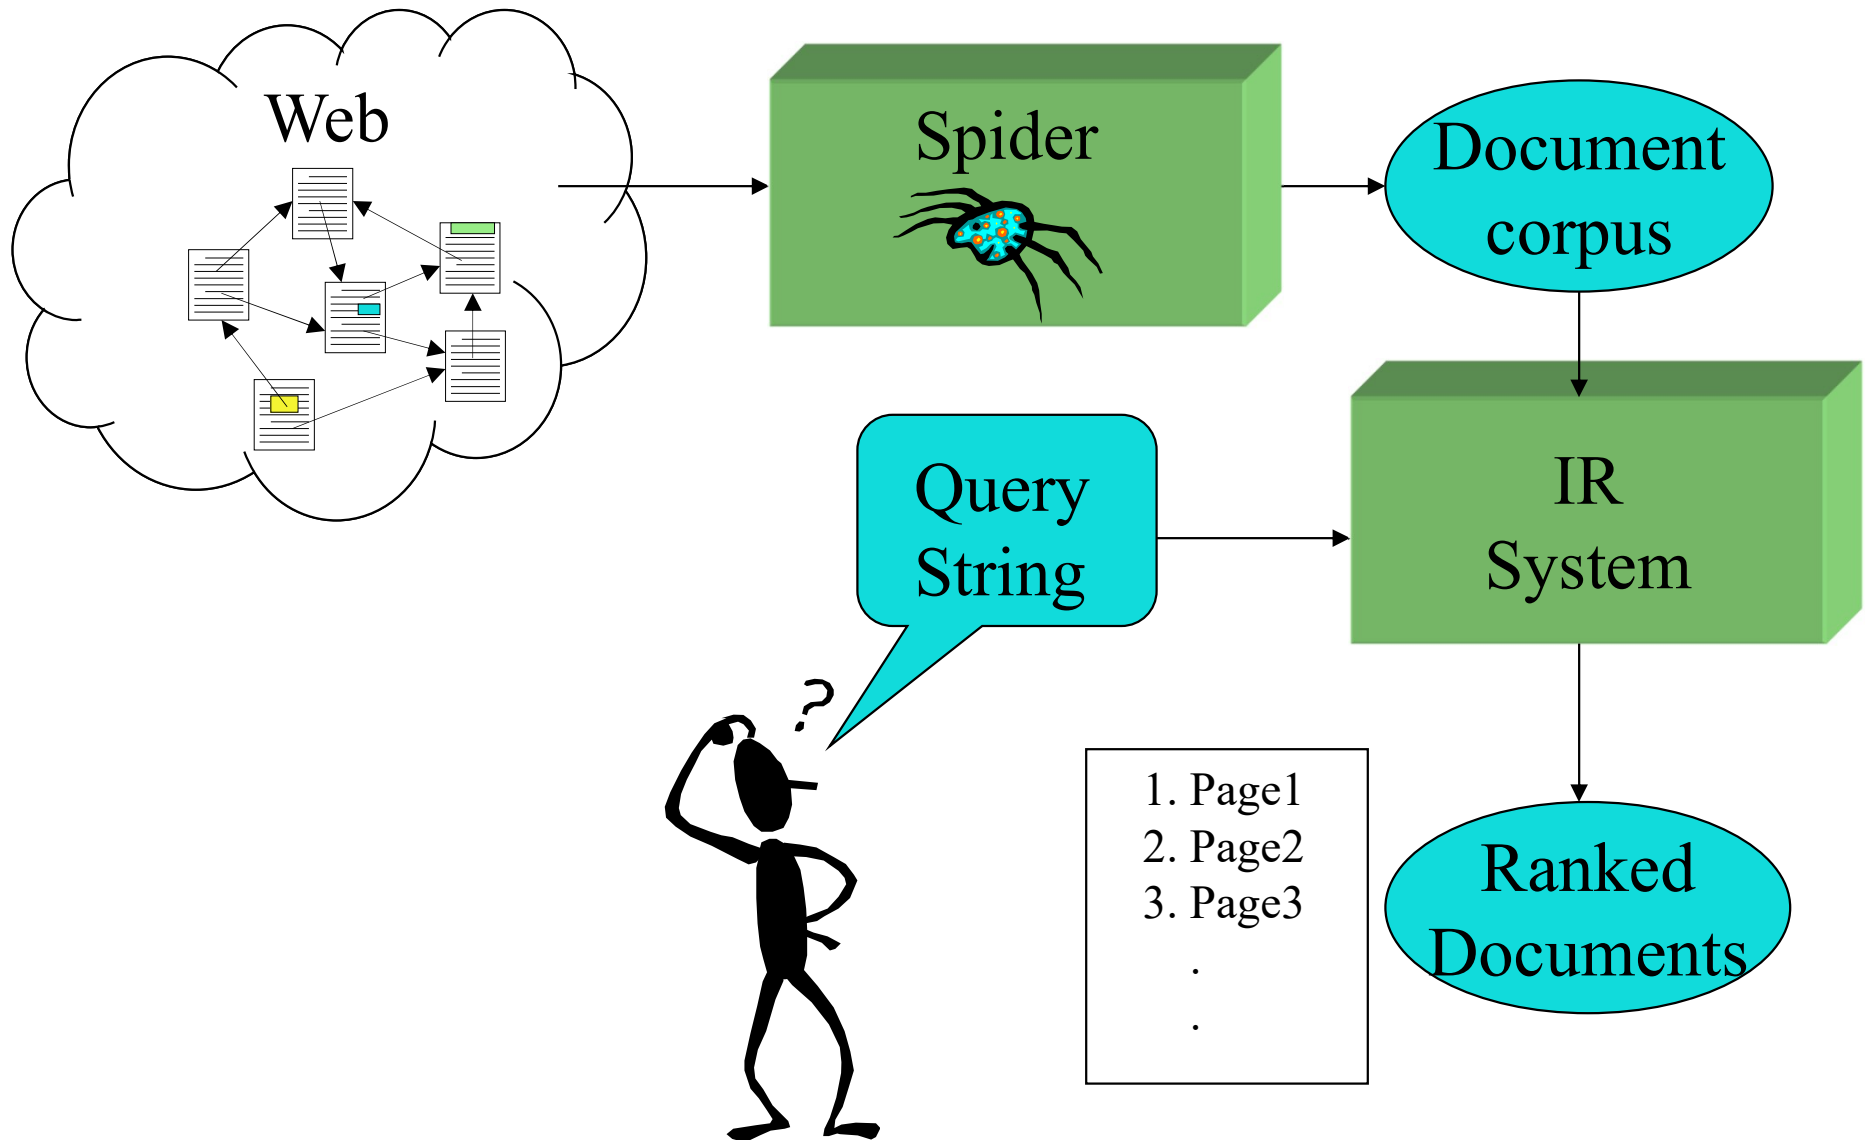 Web
Spider
Document
corpus
Query
String
IR
System
?
1. Page1
2. Page2
3. Page3
.
.
Ranked
Documents